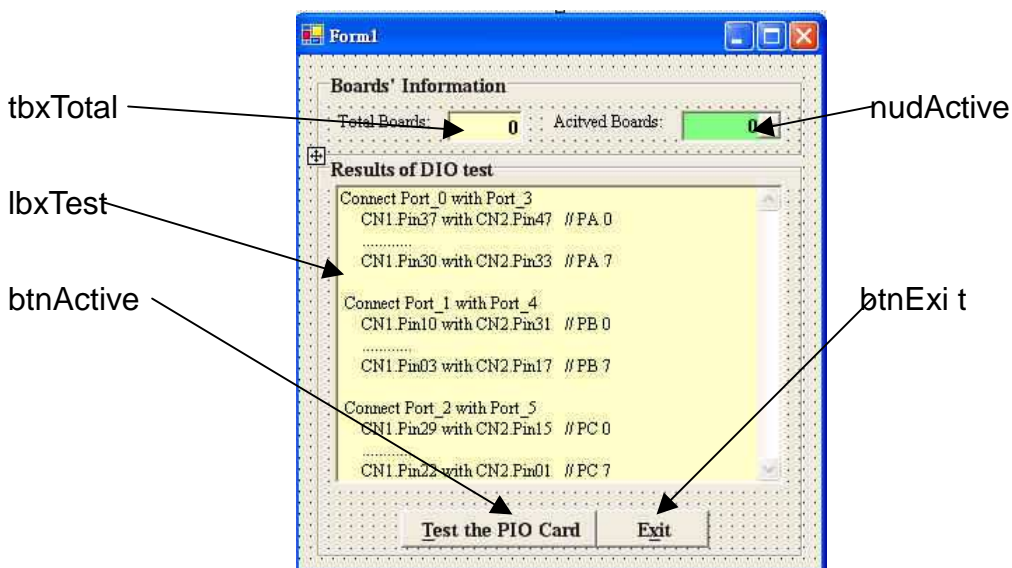 Form1
Boards' Information
tbxTotal
nudActive
Total Boards: 0 Acitved Boards: 0
Results of DIO test
lbxTest
Connect Port_0 with Port_3
CN1.Pin37 with CN2.Pin47 // PA 0
............
CN1.Pin30 with CN2.Pin33 // PA 7
btnActive
btnExi t
Connect Port_1 with Port_4
CN1.Pin10 with CN2.Pin31 // PB 0
............
CN1.Pin03 with CN2.Pin17 // PB 7
Connect Port_2 with Port_5
CN1.Pin29 with CN2.Pin15 // PC 0
............
CN1.Pin22 with CN2.Pin01 // PC 7
Test the PIO Card Exit